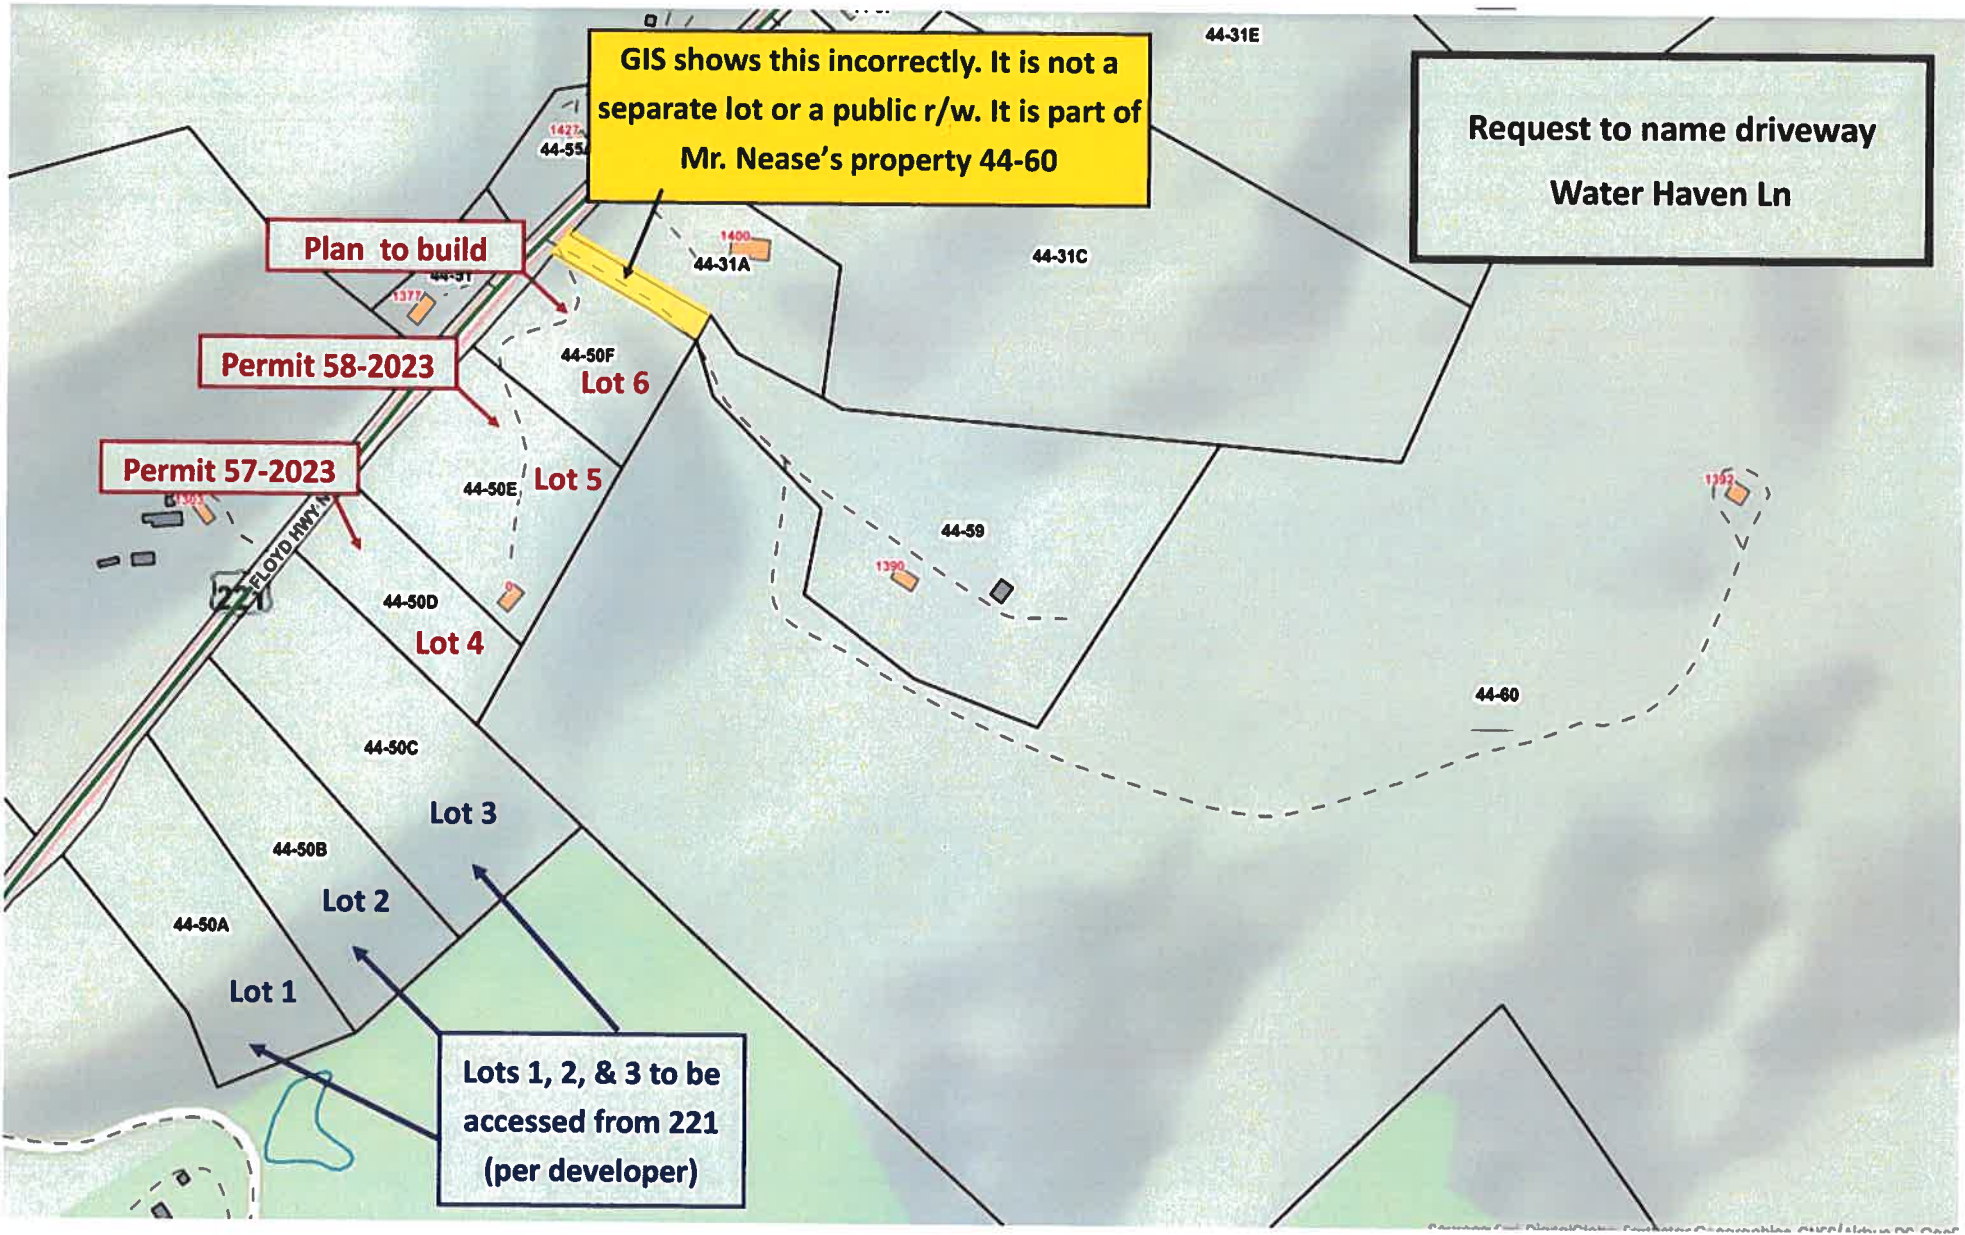 44-31E
GIS shows this incorrectly. It is not a
separate lot or a public r/w. It is part of
Mr. Nease's property 44-60
Request to name driveway
Water Haven Ln
1427
44-55
Plan  to build
1400
44-31A
44-31C
1377
Permit 58-2023
44-50F
Lot 6
Permit 57-2023
1392
44-50E
Lot 5
FLOYD HWY N
221
44-59
1390
0
44-50D
Lot 4
44-60
44-50C
Lot 3
44-50B
Lot 2
44-50A
Lot 1
Lots 1, 2, & 3 to be
accessed from 221
(per developer)